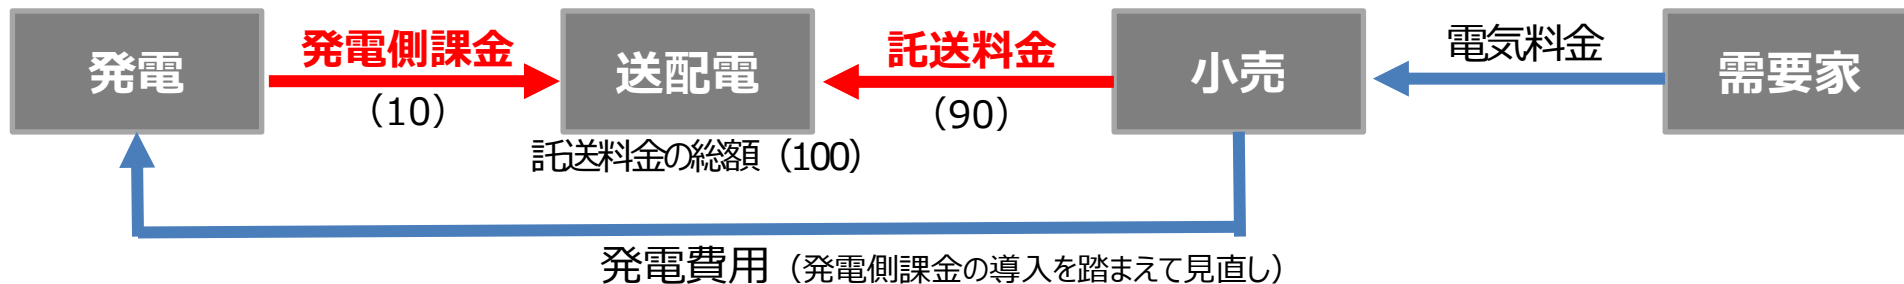 発電
発電側課金
（10）
送配電
託送料金の総額（100）
託送料金
（90）
小売
電気料金
需要家
発電費用（発電側課金の導入を踏まえて見直し）